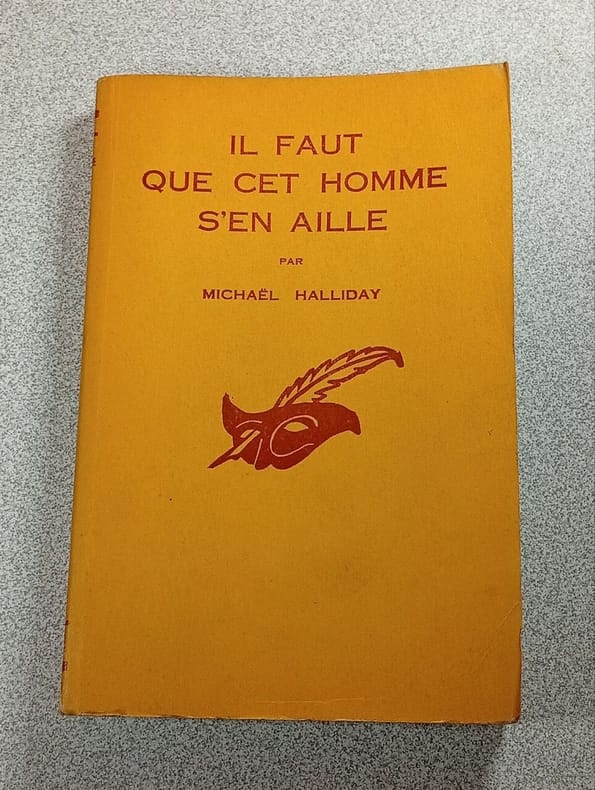 IL FAUT
QUE CET HOMME
S'EN AILLE
PAR
MICHAËL HALLIDAY